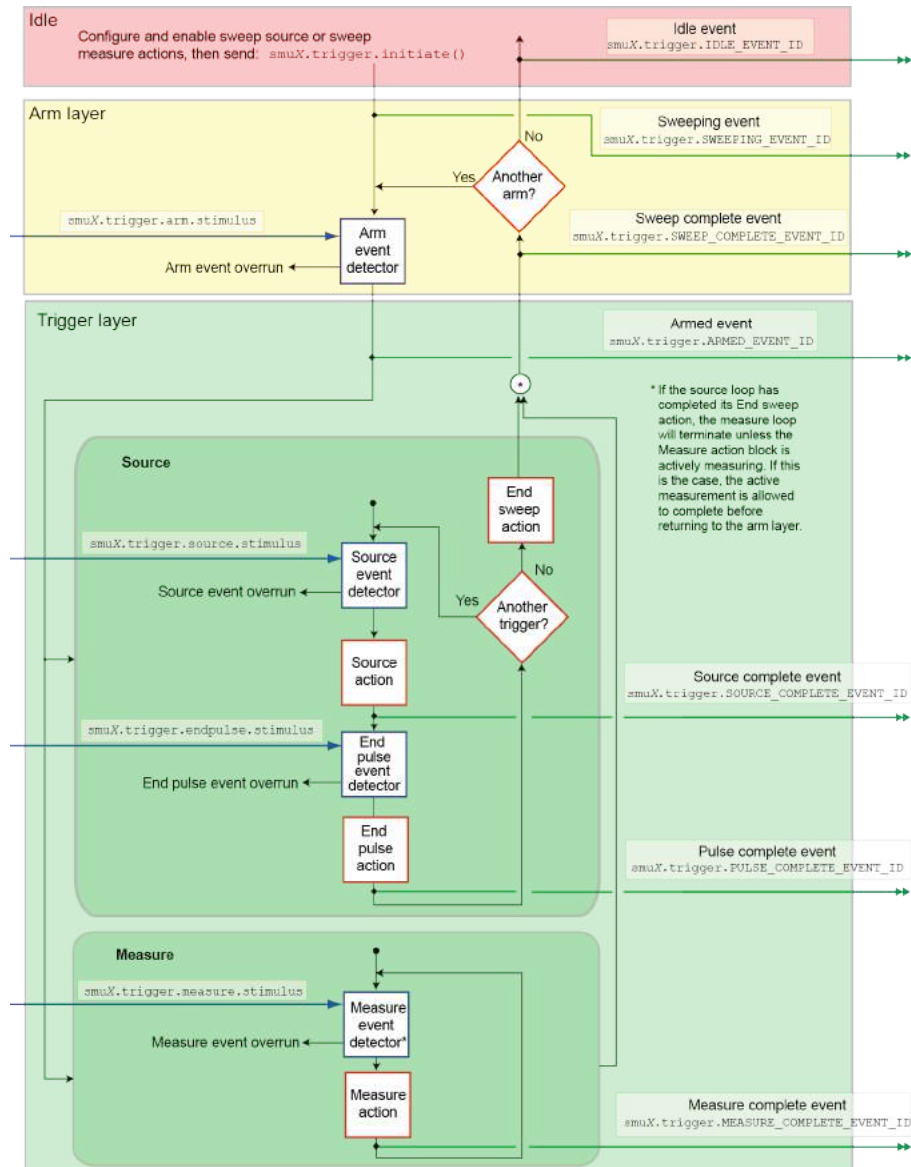 Idle
Configure and enable sweep source or sweep
measure actions, then send: smuX.trigger.initiate()
Idle event
smuX.trigger.IDLE_EVENT_ID
Arm layer
Sweeping event
smuX.trigger.SWEEPING_EVENT_ID
No
Yes
Another
arm?
smuX.trigger.arm.stimulus
Arm
event
detector
Arm event overrun
Sweep complete event
smuX.trigger.SWEEP_COMPLETE_EVENT_ID
Trigger layer
Armed event
smuX.trigger.ARMED_EVENT_ID
*
* If the source loop has
completed its End sweep
action, the measure loop
will terminate unless the
Measure action block is
actively measuring. If this
is the case, the active
measurement is allowed
to complete before
returning to the arm layer.
Source
End
sweep
action
smuX.trigger.source.stimulus
Source
event
detector
Source event overrun
No
Yes
Another
trigger?
Source
action
Source complete event
smuX.trigger.SOURCE_COMPLETE_EVENT_ID
smuX.trigger.endpulse.stimulus
End
pulse
event
detector
End pulse event overrun
End
pulse
action
Pulse complete event
smuX.trigger.PULSE_COMPLETE_EVENT_ID
Measure
smuX.trigger.measure.stimulus
Measure
event
detector*
Measure event overrun
Measure
action
Measure complete event
smuX.trigger.MEASURE_COMPLETE_EVENT_ID